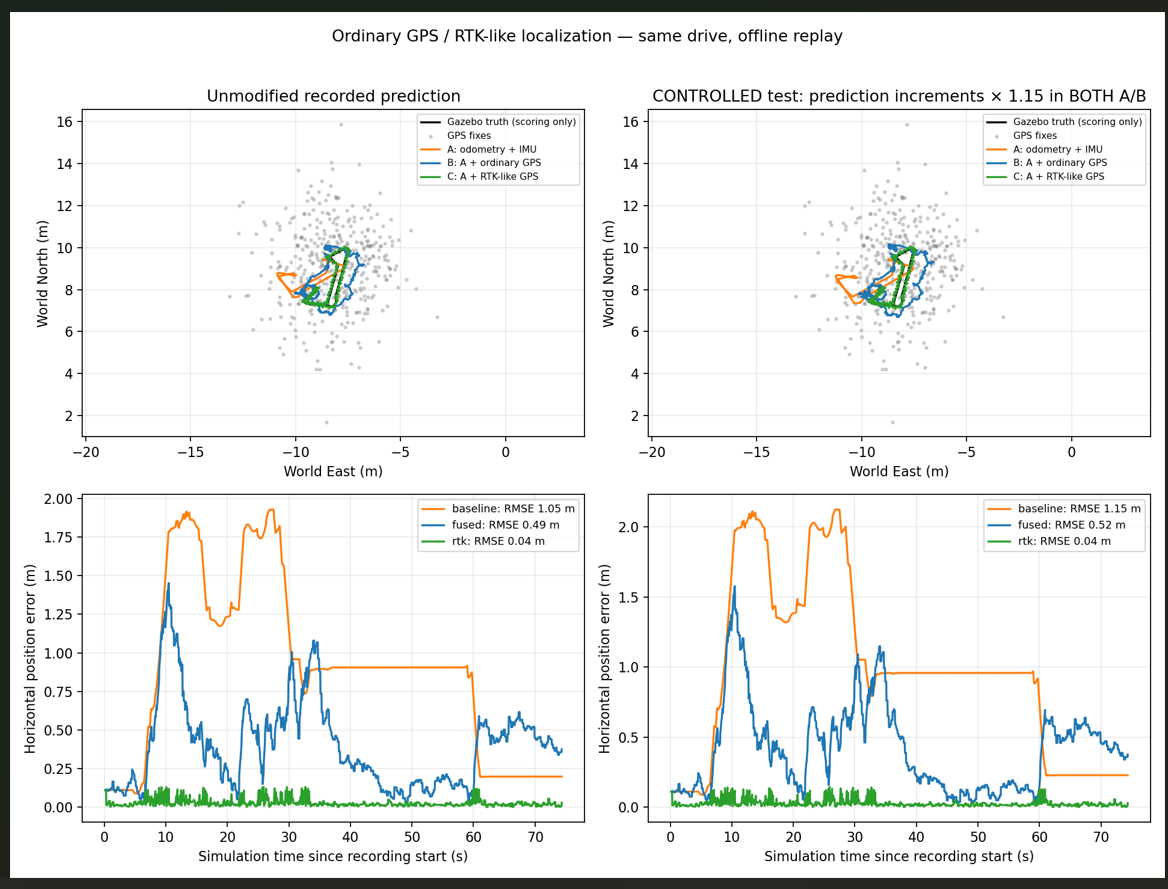 Ordinary GPS / RTK-like localization — same drive, offline replay
Unmodified recorded prediction
16
14
12
10
8
6
4
2
World North (m)
−20
−15
−10
−5
0
World East (m)
Gazebo truth (scoring only)
GPS fixes
A: odometry + IMU
B: A + ordinary GPS
C: A + RTK-like GPS
CONTROLLED test: prediction increments × 1.15 in BOTH A/B
16
14
12
10
8
6
4
2
World North (m)
−20
−15
−10
−5
0
World East (m)
Gazebo truth (scoring only)
GPS fixes
A: odometry + IMU
B: A + ordinary GPS
C: A + RTK-like GPS
2.00
1.75
1.50
1.25
1.00
0.75
0.50
0.25
0.00
Horizontal position error (m)
0
10
20
30
40
50
60
70
Simulation time since recording start (s)
baseline: RMSE 1.05 m
fused: RMSE 0.49 m
rtk: RMSE 0.04 m
2.0
1.5
1.0
0.5
0.0
Horizontal position error (m)
0
10
20
30
40
50
60
70
Simulation time since recording start (s)
baseline: RMSE 1.15 m
fused: RMSE 0.52 m
rtk: RMSE 0.04 m